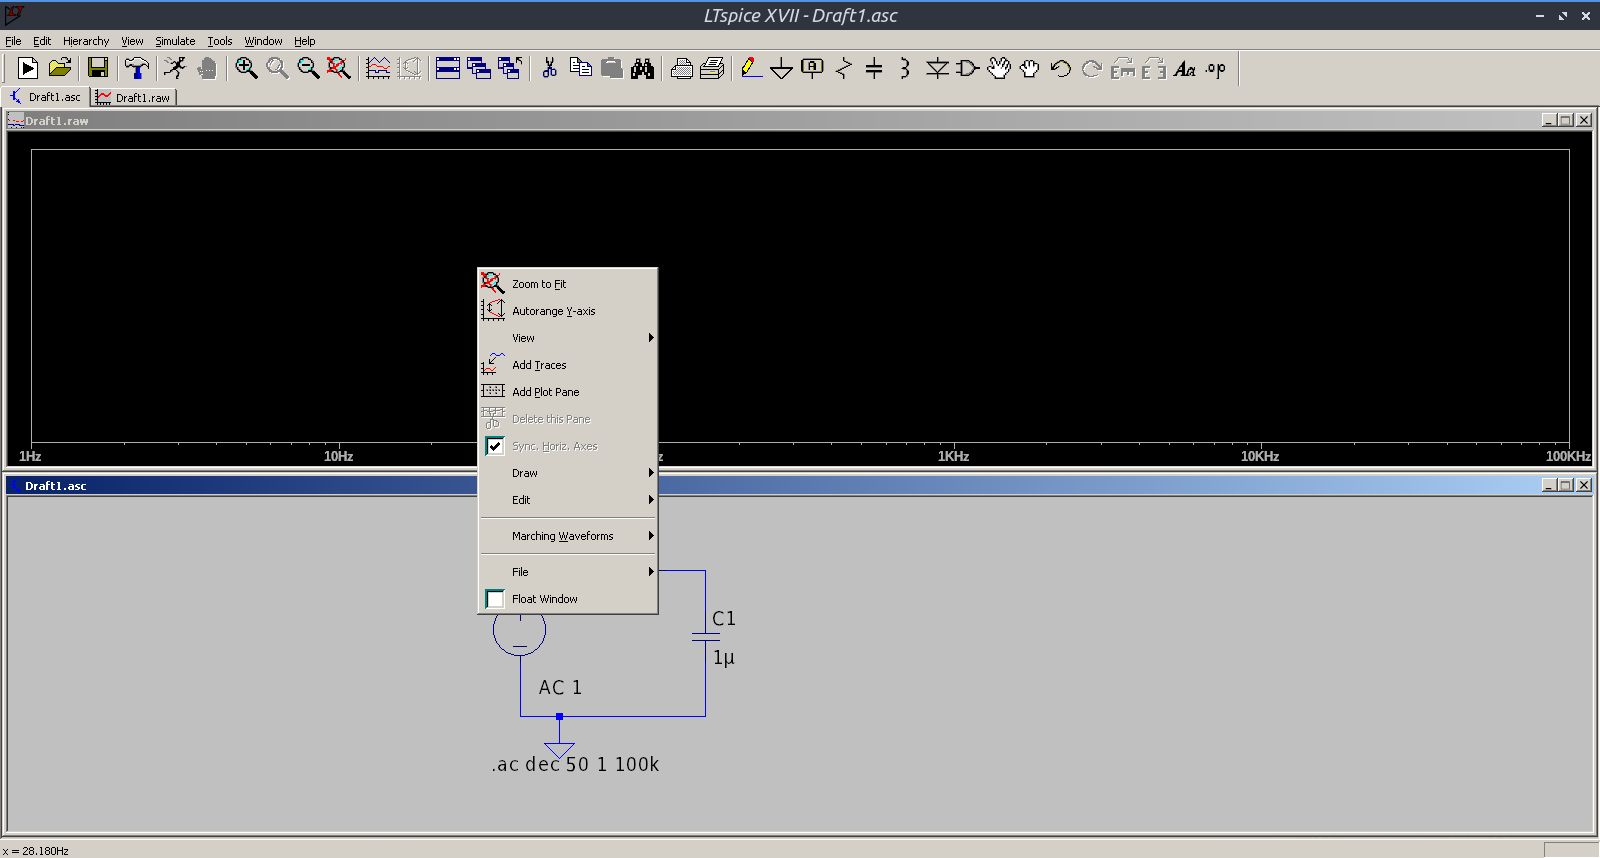 LTspice XVII - Draft1.asc
File Edit Hierarchy View Simulate Tools Window Help
Aa .op
Draft1.asc Draft1.raw
Draft1.raw
Zoom to Fit
Autorange Y-axis
View
Add Traces
Add Plot Pane
Delete this Pane
Sync. Horiz. Axes
1Hz 10Hz 1KHz 10KHz 100KHz
Draw
Draft1.asc
Edit
Marching Waveforms
File
Float Window
C1
1µ
AC 1
.ac dec 50 1 100k
x = 28.180Hz